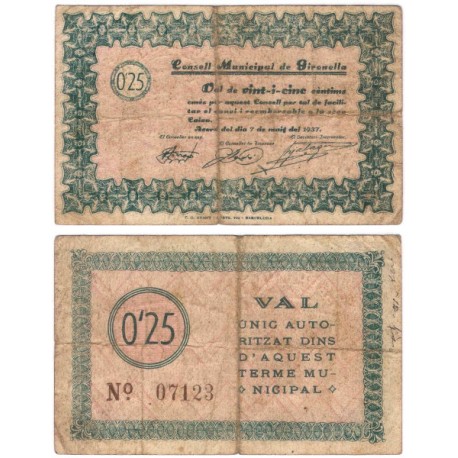 Consell Municipal de Gironella
0'25
Val de vint-i-cinc cèntims
emès per aquest Consell per tal de facili-
tar el canvi i reemborsable a la seva
Caixa.
Acord del dia 7 de maig del 1937.
0'25
Nº 07123
VAL
ÚNIC AUTO-
RITZAT DINS
D'AQUEST
TERME MU-
NICIPAL